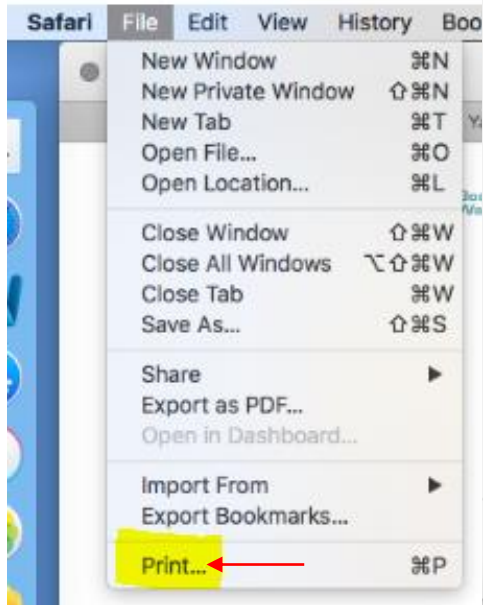 Safari File Edit View History Boo
New Window ⌘N
New Private Window ⇧⌘N
New Tab ⌘T
Open File... ⌘O
Open Location... ⌘L
Close Window ⇧⌘W
Close All Windows ⌥⇧⌘W
Close Tab ⌘W
Save As... ⇧⌘S
Share ▶
Export as PDF...
Open in Dashboard...
Import From ▶
Export Bookmarks...
Print... ⌘P